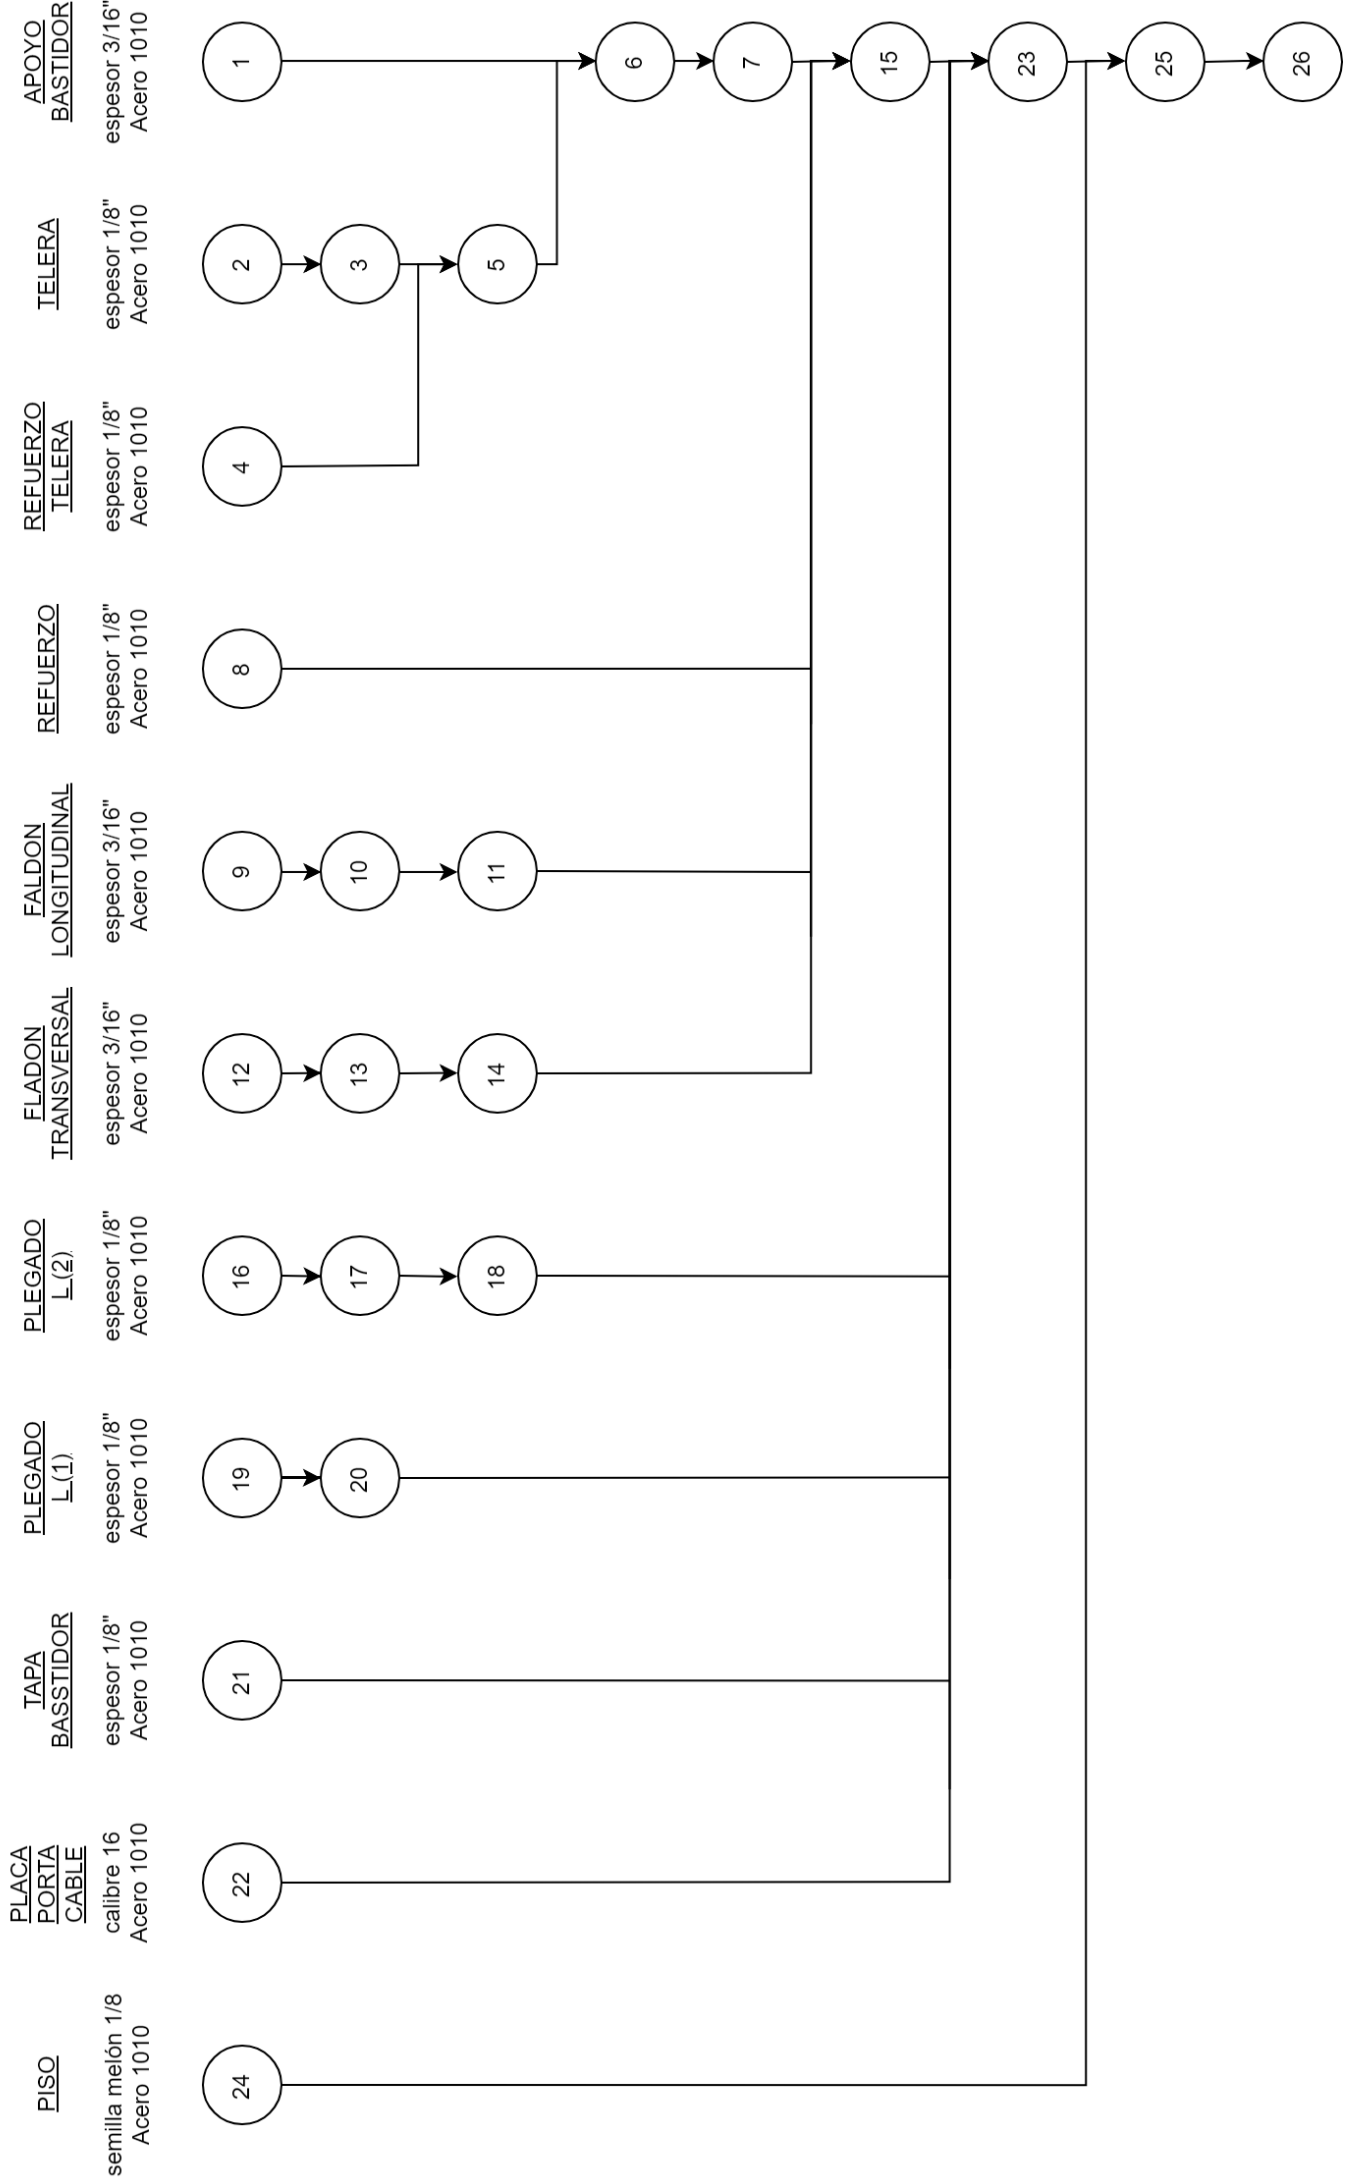 PISO
semilla melón 1/8
Acero 1010
24
PLACA
PORTA
CABLE
calibre 16
Acero 1010
22
TAPA
BASSTIDOR
espesor 1/8"
Acero 1010
21
PLEGADO
L(1)
espesor 1/8"
Acero 1010
19
20
PLEGADO
L(2)
espesor 1/8"
Acero 1010
16
17
18
FLADON
TRANSVERSAL
espesor 3/16"
Acero 1010
12
13
14
FALDON
LONGITUDINAL
espesor 3/16"
Acero 1010
9
10
11
REFUERZO
espesor 1/8"
Acero 1010
8
REFUERZO
TELERA
espesor 1/8"
Acero 1010
4
TELERA
espesor 1/8"
Acero 1010
2
3
5
APOYO
BASTIDOR
espesor 3/16"
Acero 1010
1
6
7
15
23
25
26